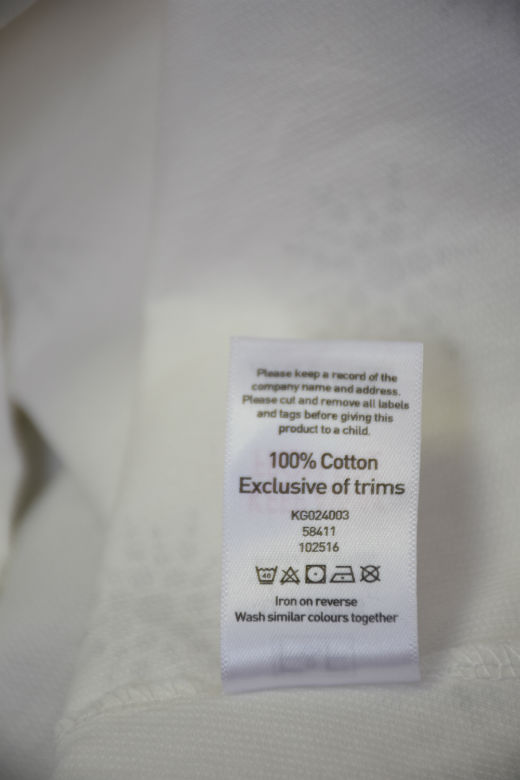 Please keep a record of the
company name and address.
Please cut and remove all labels
and tags before giving this
product to a child.
100% Cotton
Exclusive of trims
KG024003
58411
102516
40
Iron on reverse
Wash similar colours together